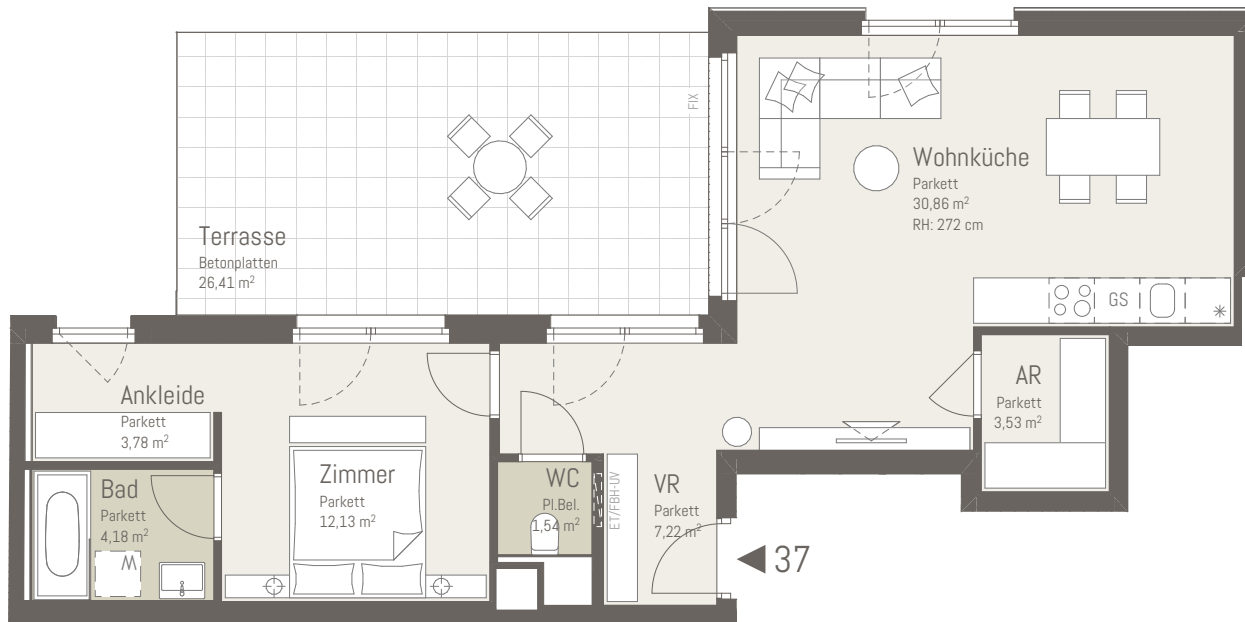 FIX
Wohnküche
Parkett
30,86 m²
RH: 272 cm
Terrasse
Betonplatten
26,41 m²
GS
Ankleide
Parkett
3,78 m²
AR
Parkett
3,53 m²
Bad
Parkett
4,18 m²
W
Zimmer
Parkett
12,13 m²
WC
Pl.Bel.
1,54 m²
ET/FBH-UV
VR
Parkett
7,22 m²
37